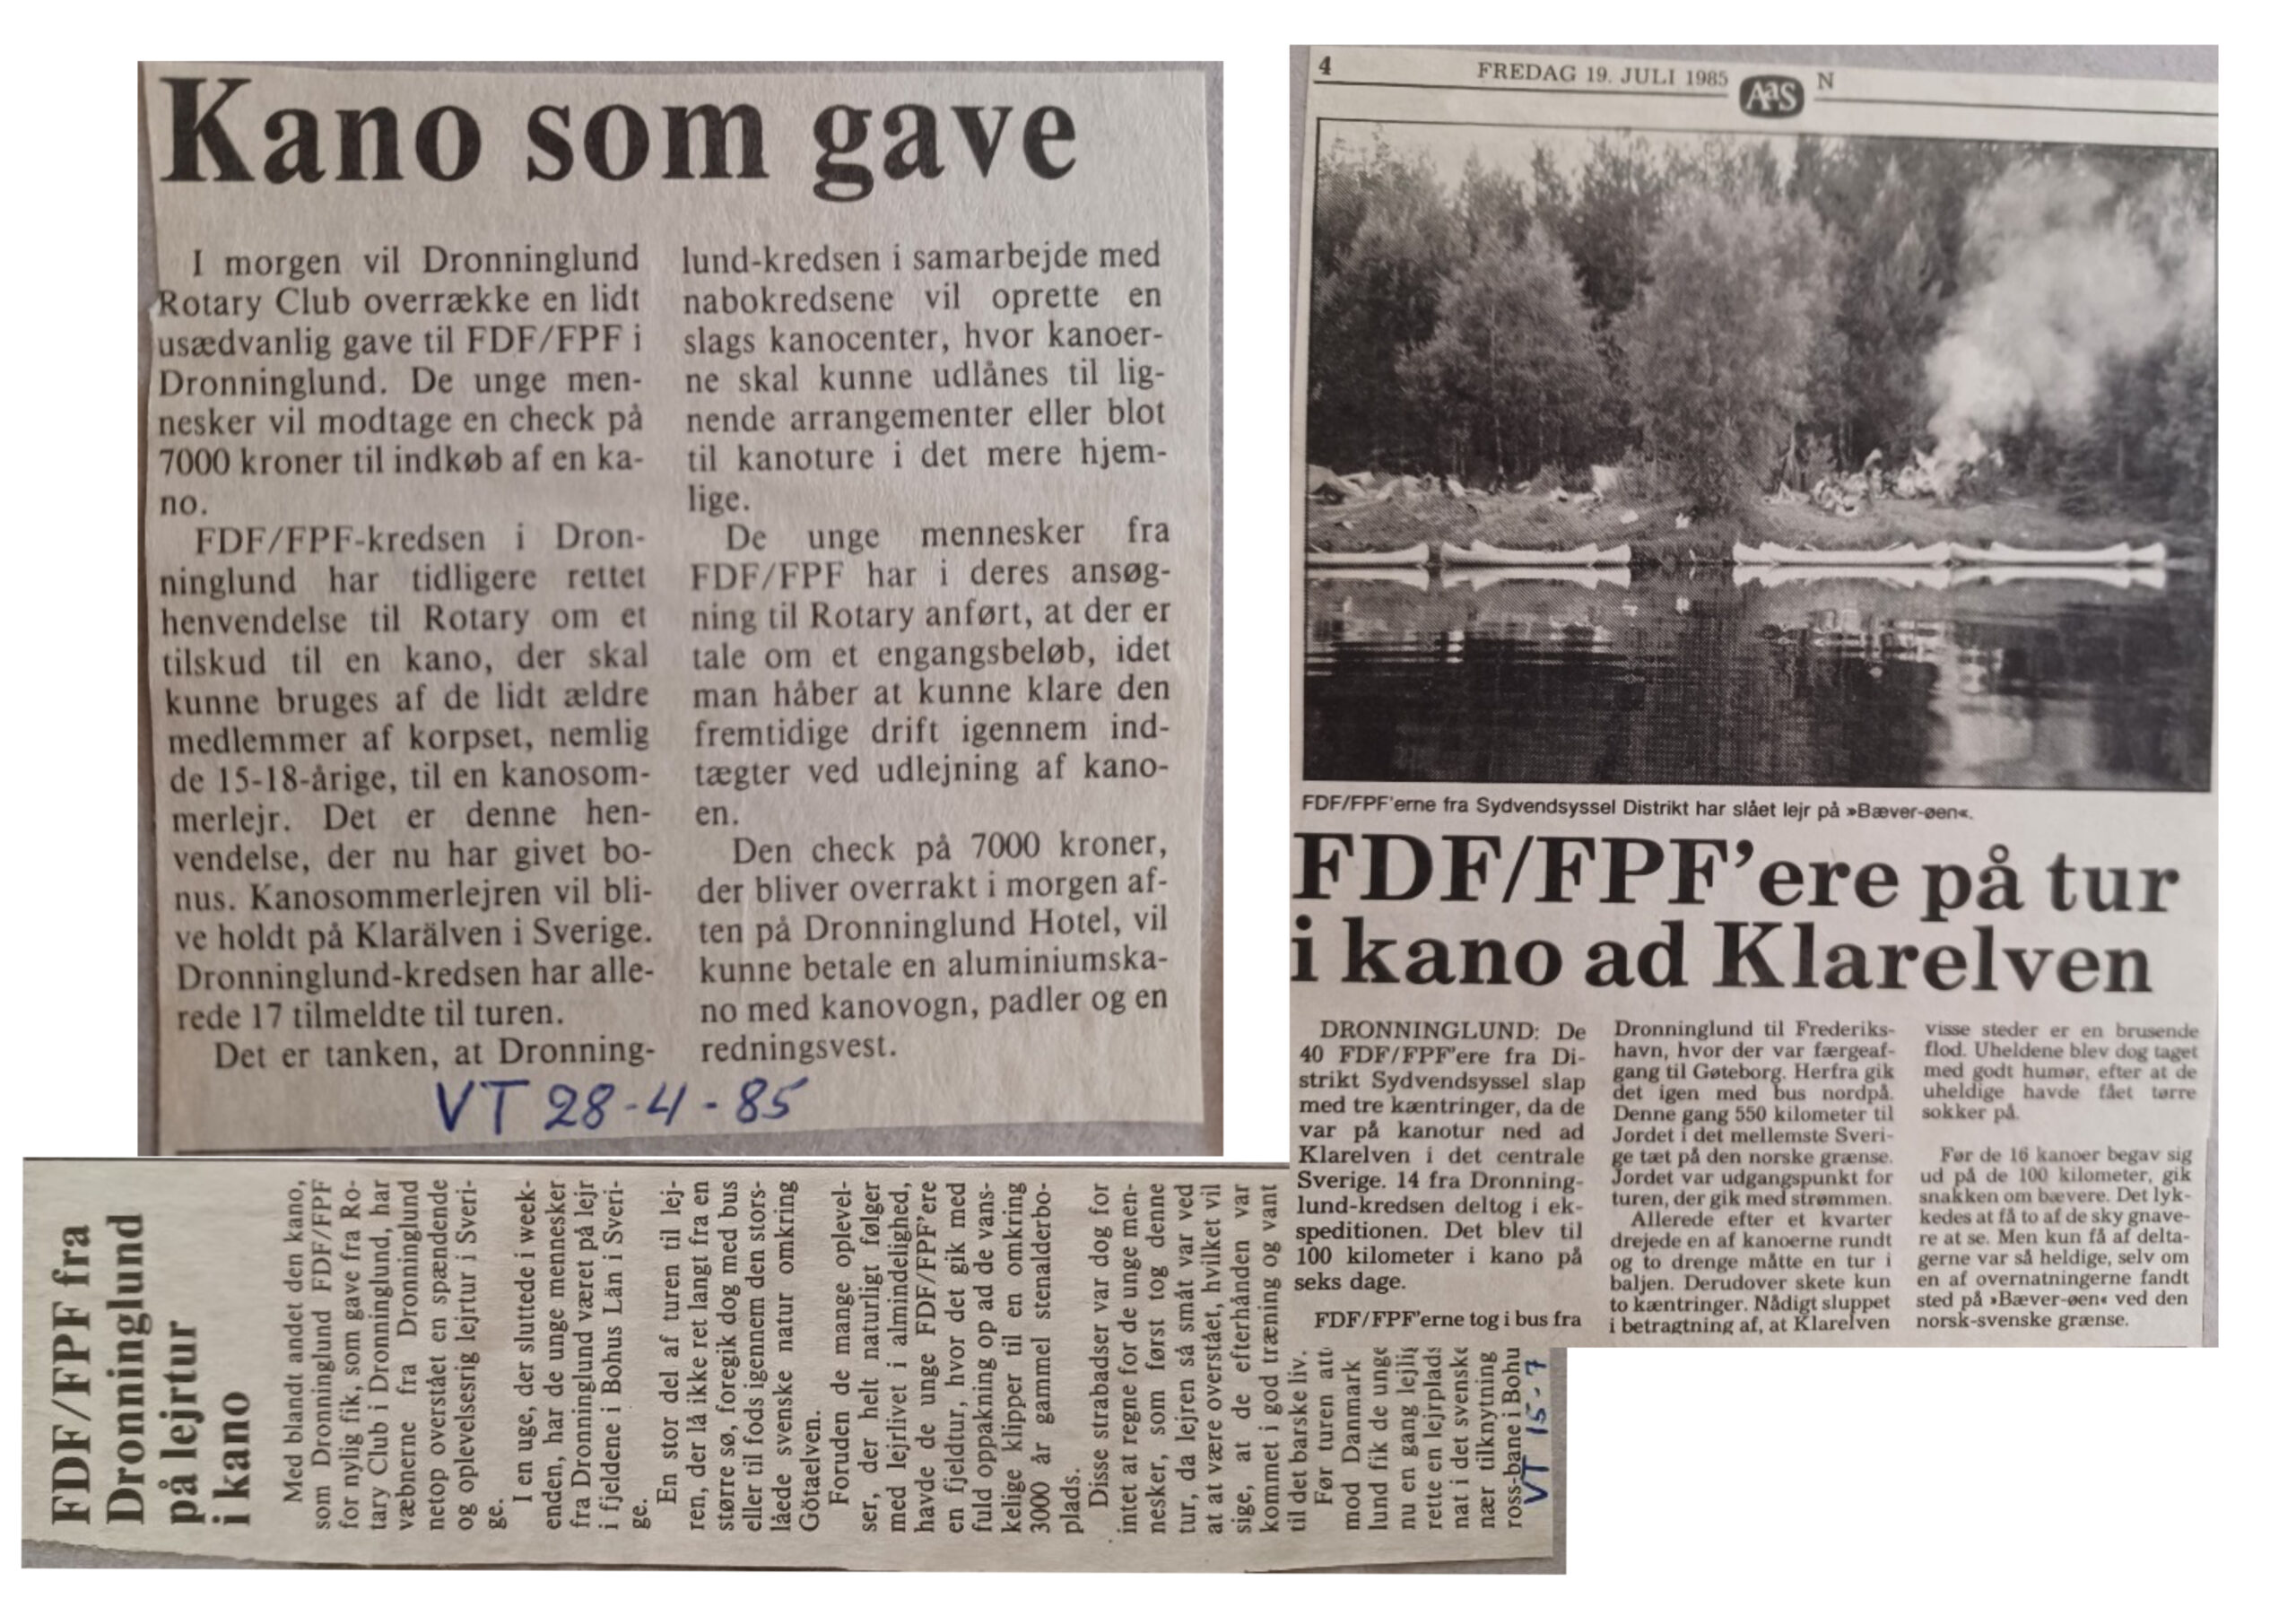 Kano som gave
I morgen vil Dronninglund
Rotary Club overrække en lidt
usædvanlig gave til FDF/FPF i
Dronninglund. De unge men-
nesker vil modtage en check på
7000 kroner til indkøb af en ka-
no.
FDF/FPF-kredsen i Dron-
ninglund har tidligere rettet
henvendelse til Rotary om et
tilskud til en kano, der skal
kunne bruges af de lidt ældre
medlemmer af korpset, nemlig
de 15-18-årige, til en kanosom-
merlejr. Det er denne hen-
vendelse, der nu har givet bo-
nus. Kanosommerlejren vil bli-
ve holdt på Klarälven i Sverige.
Dronninglund-kredsen har alle-
rede 17 tilmeldte til turen.
Det er tanken, at Dronning-
lund-kredsen i samarbejde med
nabokredsene vil oprette en
slags kanocenter, hvor kanoer-
ne skal kunne udlånes til lig-
nende arrangementer eller blot
til kanoture i det mere hjem-
lige.
De unge mennesker fra
FDF/FPF har i deres ansøg-
ning til Rotary anført, at der er
tale om et engangsbeløb, idet
man håber at kunne klare den
fremtidige drift igennem ind-
tægter ved udlejning af kano-
en.
Den check på 7000 kroner,
der bliver overrakt i morgen af-
ten på Dronninglund Hotel, vil
kunne betale en aluminiumska-
no med kanovogn, padler og en
redningsvest.
VT 28-4-85
4
FREDAG 19. JULI 1985
AaS
N
FDF/FPF'erne fra Sydvendsyssel Distrikt har slået lejr på »Bæver-øen«.
FDF/FPF'ere på tur
i kano ad Klarelven
DRONNINGLUND: De
40 FDF/FPF'ere fra Di-
strikt Sydvendsyssel slap
med tre kæntringer, da de
var på kanotur ned ad
Klarelven i det centrale
Sverige. 14 fra Dronning-
lund-kredsen deltog i ek-
speditionen. Det blev til
100 kilometer i kano på
seks dage.
FDF/FPF'erne tog i bus fra
Dronninglund til Frederiks-
havn, hvor der var færgeaf-
gang til Gøteborg. Herfra gik
det igen med bus nordpå.
Denne gang 550 kilometer til
Jordet i det mellemste Sveri-
ge tæt på den norske grænse.
Jordet var udgangspunkt for
turen, der gik med strømmen.
Allerede efter et kvarter
drejede en af kanoerne rundt
og to drenge måtte en tur i
baljen. Derudover skete kun
to kæntringer. Nådigt sluppet
i betragtning af, at Klarelven
visse steder er en brusende
flod. Uheldene blev dog taget
med godt humør, efter at de
uheldige havde fået tørre
sokker på.
Før de 16 kanoer begav sig
ud på de 100 kilometer, gik
snakken om bævere. Det lyk-
kedes at få to af de sky gnave-
re at se. Men kun få af delta-
gerne var så heldige, selv om
en af overnatningerne fandt
sted på »Bæver-øen« ved den
norsk-svenske grænse.
FDF/FPF fra
Dronninglund
på lejrtur
i kano
Med blandt andet den kano,
som Dronninglund FDF/FPF
for nylig fik, som gave fra Ro-
tary Club i Dronninglund, har
væbnerne fra Dronninglund
netop overstået en spændende
og oplevelsesrig lejrtur i Sveri-
ge.
I en uge, der sluttede i week-
enden, har de unge mennesker
fra Dronninglund været på lejr
i fjeldene i Bohus Län i Sveri-
ge.
En stor del af turen til lej-
ren, der lå ikke ret langt fra en
større sø, foregik dog med bus
eller til fods igennem den stors-
låede svenske natur omkring
Götaelven.
Foruden de mange oplevel-
ser, der helt naturligt følger
med lejrlivet i almindelighed,
havde de unge FDF/FPF'ere
en fjeldtur, hvor det gik med
fuld oppakning op ad de vans-
kelige klipper til en omkring
3000 år gammel stenalderbo-
plads.
Disse strabadser var dog for
intet at regne for de unge men-
nesker, som først tog denne
tur, da lejren så småt var ved
at at være overstået, hvilket vil
sige, at de efterhånden var
kommet i god træning og vant
til det barske liv.
Før turen att
mod Danmark
lund fik de unge
nu en gang lejlig
rette en lejrplads
nat i det svenske
nær tilknytning
ross-bane i Bohu
VT 15-7